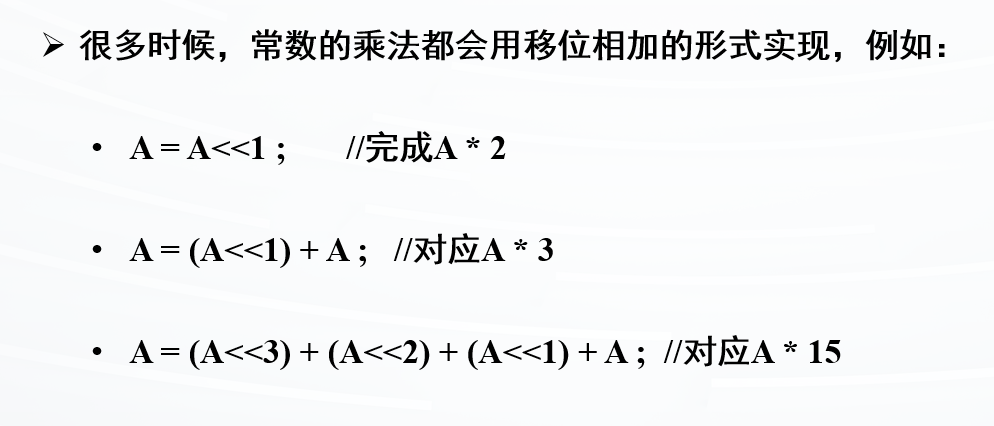 ➢ 很多时候，常数的乘法都会用移位相加的形式实现，例如：
• A = A<<1 ; //完成A * 2
• A = (A<<1) + A ; //对应A * 3
• A = (A<<3) + (A<<2) + (A<<1) + A ; //对应A * 15